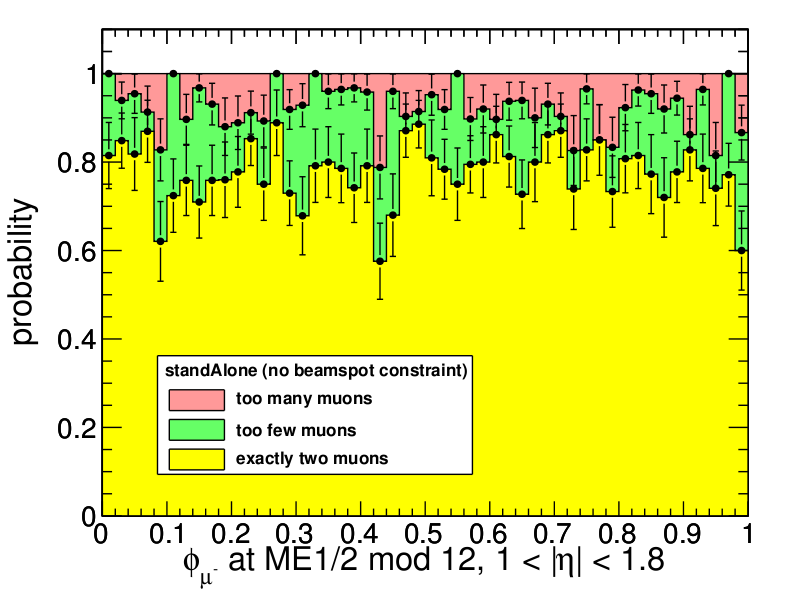 probability
1
0.8
0.6
0.4
0.2
0
standAlone (no beamspot constraint)
too many muons
too few muons
exactly two muons
0 0.1 0.2 0.3 0.4 0.5 0.6 0.7 0.8 0.9 1
ϕμ- at ME1/2 mod 12, 1 < |η| < 1.8